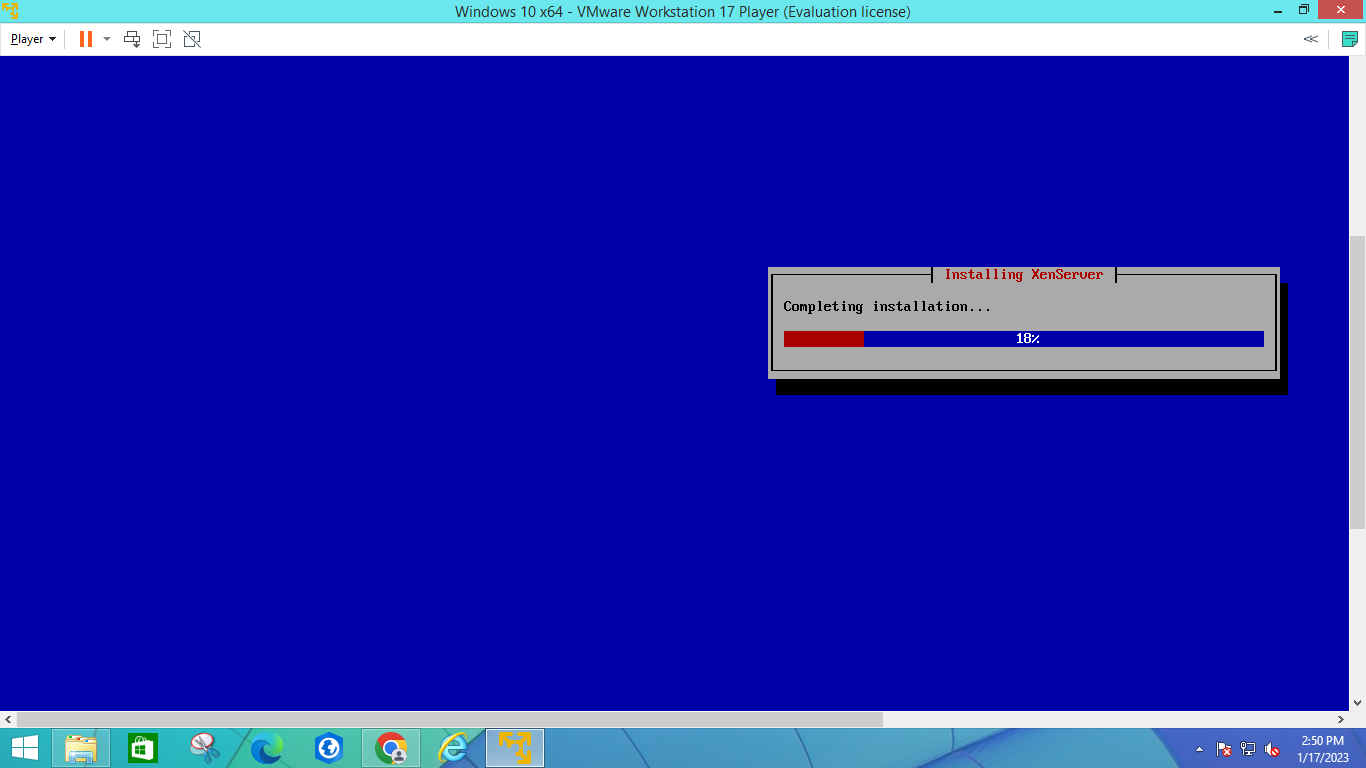 Windows 10 x64 - VMware Workstation 17 Player (Evaluation license)
Player
Installing XenServer
Completing installation...
18%
2:50 PM
1/17/2023